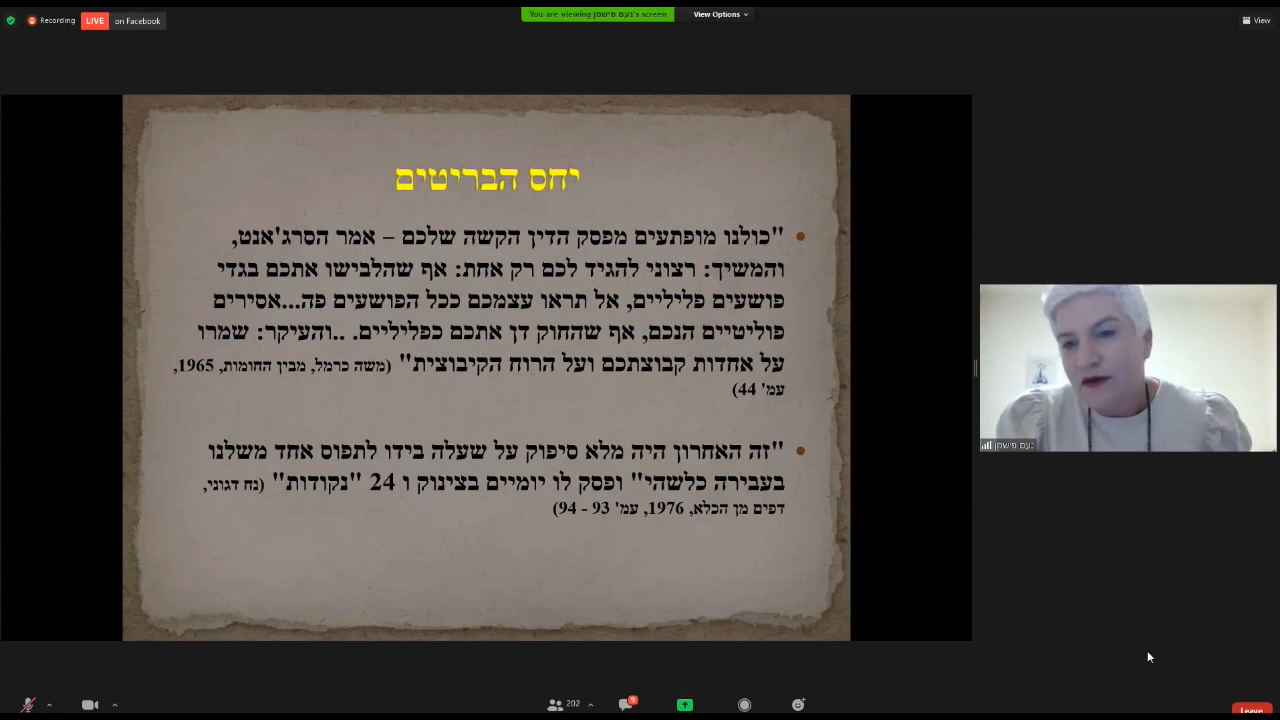 Recording
LIVE on Facebook
You are viewing נעם פישמן's screen
View Options
View
יחס הבריטים
"כולנו מופתעים מפסק הדין הקשה שלכם – אמר הסרג'אנט,
והמשיך: רצוני להגיד לכם רק אחת: אף שהלבישו אתכם בגדי
פושעים פליליים, אל תראו עצמכם ככל הפושעים פה...אסירים
פוליטיים הנכם, אף שהחוק דן אתכם כפליליים. ..והעיקר: שמרו
על אחדות קבוצתכם ועל הרוח הקיבוצית" (משה כרמל, מבין החומות, 1965,
עמ' 44)
"זה האחרון היה מלא סיפוק על שעלה בידו לתפוס אחד משלנו
בעבירה כלשהי" ופסק לו יומיים בצינוק ו 24 "נקודות" (נח דגוני,
דפים מן הכלא, 1976, עמ' 93 - 94)
נעם פישמן
202
9
Leave